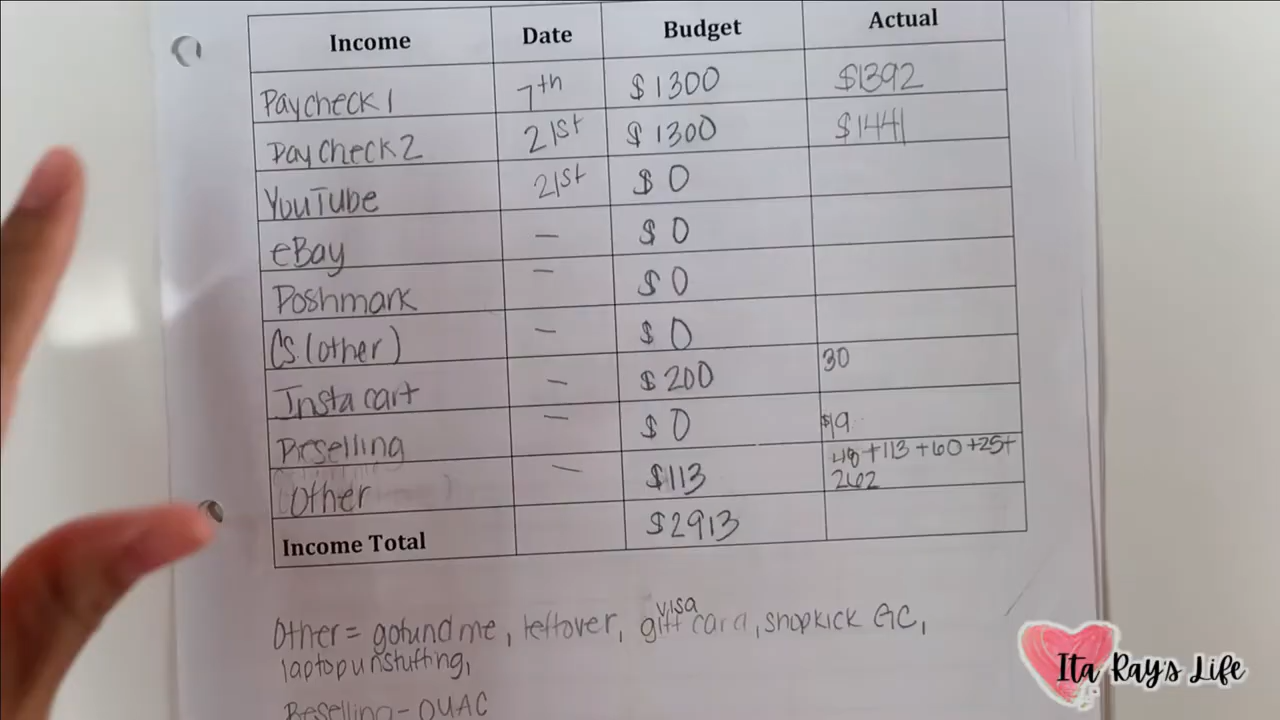 Income Date Budget Actual
Paycheck 1 7th $1300 $1392
Paycheck 2 21st $1300 $1441
YouTube 21st $0
eBay — $0
Poshmark — $0
CS (other) — $0
Instacart — $200 30
Reselling — $0 $19
Other — $113 48+113+60+25+
262
Income Total $2913
Other = gofundme, leftover, visa gift card, shopkick GC,
laptop unstuffing,
Reselling - OUAC
Ita Ray's Life